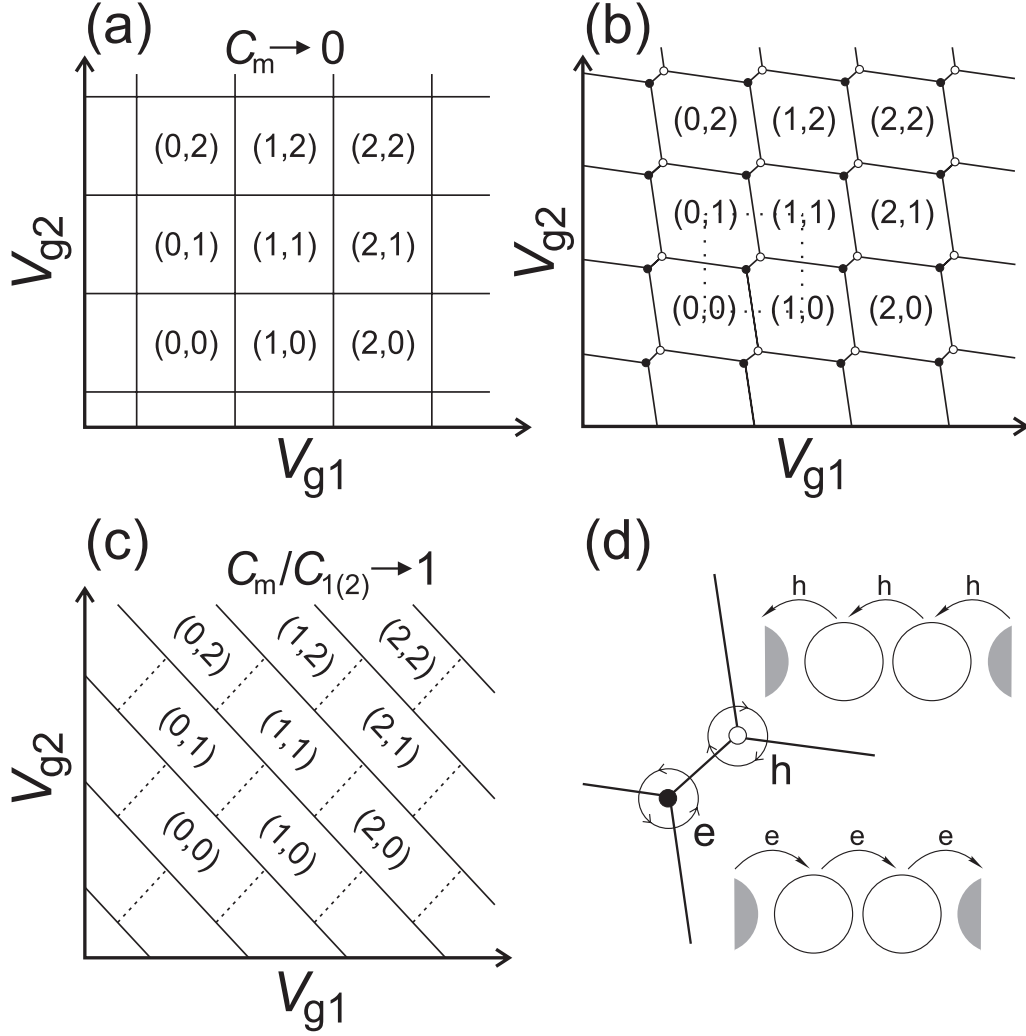 (a)
Cm→0
(0,2) (1,2) (2,2)
(0,1) (1,1) (2,1)
(0,0) (1,0) (2,0)
Vg2
Vg1
(b)
(0,2) (1,2) (2,2)
(0,1) (1,1) (2,1)
(0,0) (1,0) (2,0)
Vg2
Vg1
(c)
Cm/C1(2)→1
(0,2) (1,2) (2,2)
(0,1) (1,1) (2,1)
(0,0) (1,0) (2,0)
Vg2
Vg1
(d)
h h h
h
e
e e e